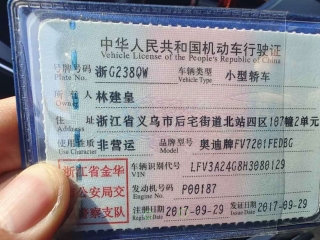 中华人民共和国机动车行驶证
Vehicle License of the People's Republic of China
号牌号码 浙G238QW 车辆类型 小型轿车
Plate No. Vehicle Type
所有人 林建皇
Owner
住址 浙江省义乌市后宅街道北站四区107幢2单元
Address
使用性质 非营运 品牌型号 奥迪牌FV7201FEDBG
Use Character Model
浙江省金华 车辆识别代号 LFV3A24G8H3080129
VIN
市公安局交 发动机号码 P00187
Engine No.
通警察支队 注册日期 2017-09-29 发证日期 2017-09-29
Register Date Issue Date